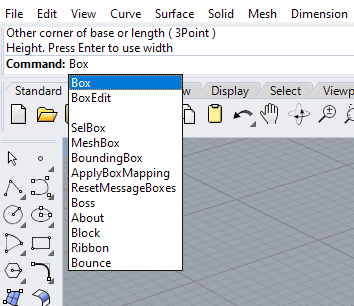 File Edit View Curve Surface Solid Mesh Dimension
Other corner of base or length ( 3Point )
Height. Press Enter to use width
Command: Box
Box
BoxEdit
Standard Display Select
SelBox
MeshBox
BoundingBox
ApplyBoxMapping
ResetMessageBoxes
Boss
About
Block
Ribbon
Bounce